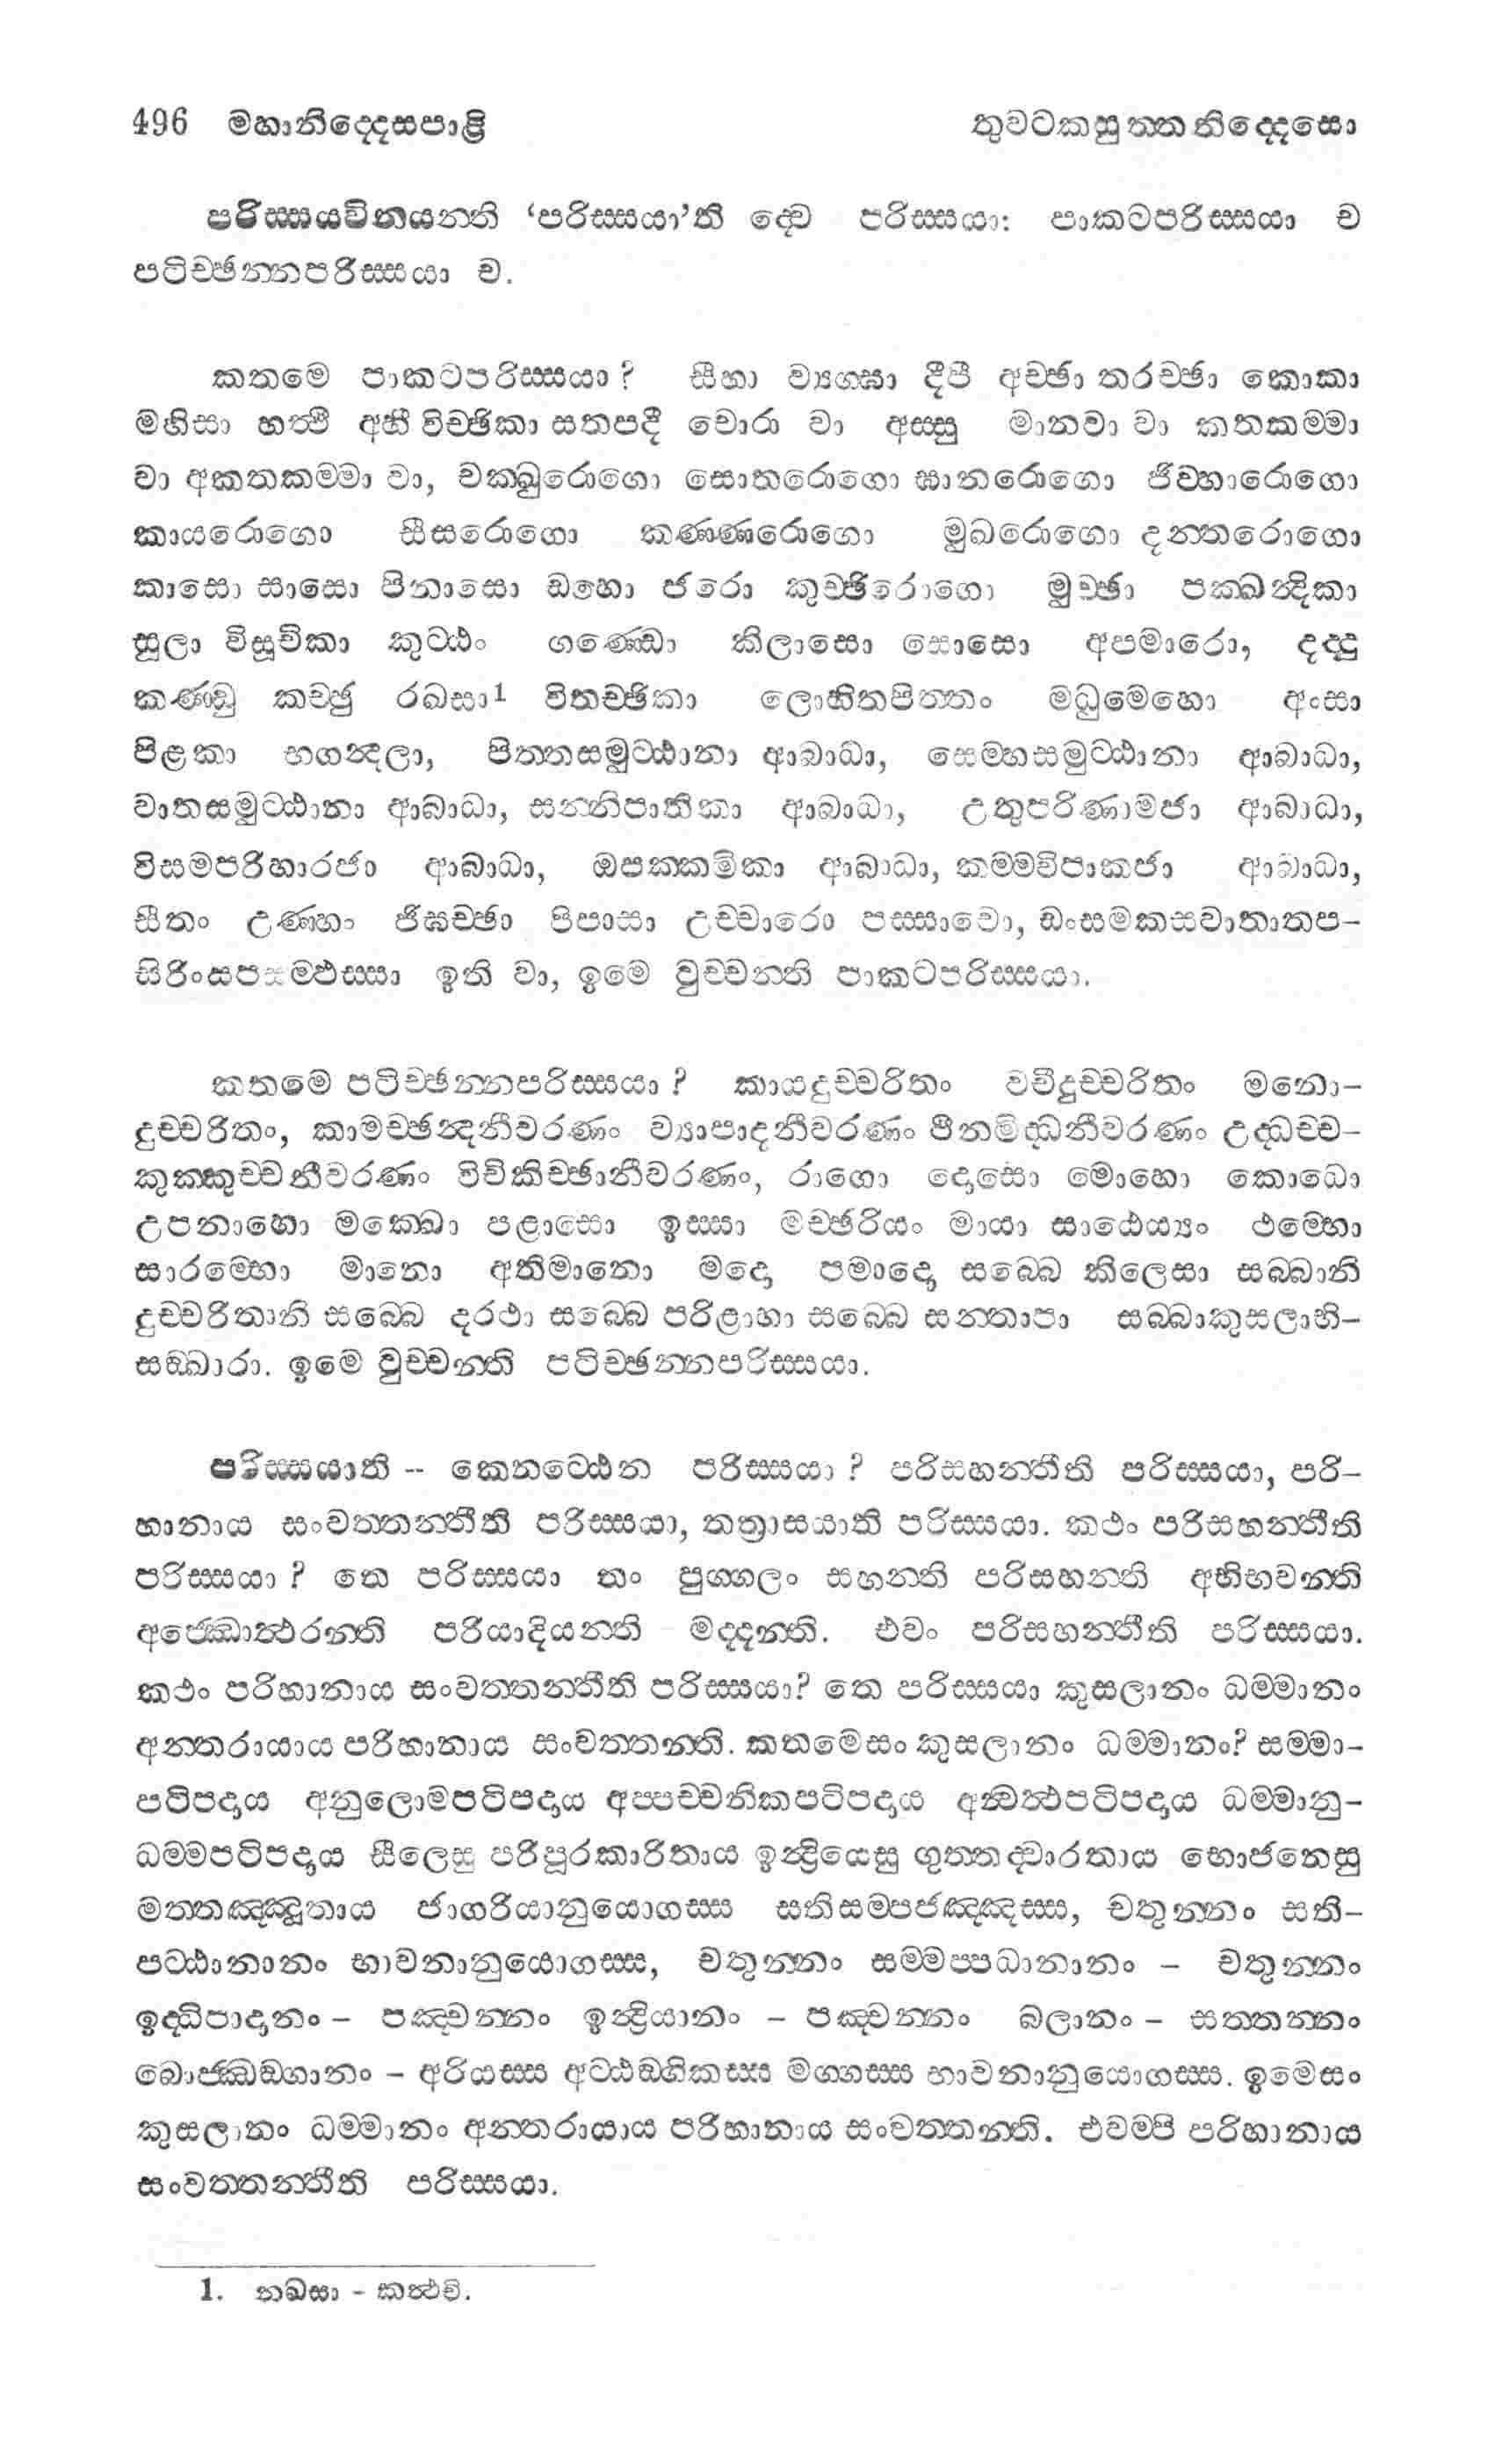 496 මහානිද්දෙසපාළි තුවටකසුත්තනිද්දෙසො
පරිස්සයවිනයන්ති ‘පරිස්සයා’ති ද්වෙ පරිස්සයා: පාකටපරිස්සයා ච
පටිච්ඡන්නපරිස්සයා ච.
කතමෙ පාකටපරිස්සයා? සීහා ව්‍යග්ඝා දීපී අච්ඡා තරච්ඡා කොකා
මහිසා හත්ථී අහී විච්ඡිකා සතපදී චොරා වා අස්සු මානවා වා කතකම්මා
වා අකතකම්මා වා, චක්ඛුරොගො සොතරොගො ඝානරොගො ජිව්හාරොගො
කායරොගො සීසරොගො කණ්ණරොගො මුඛරොගො දන්තරොගො
කාසො සාසො පිනාසො ඩහො ජරො කුච්ඡිරොගො මුච්ඡා පක්ඛන්දිකා
සූලා විසූචිකා කුට්ඨං ගණ්ඩො කිලාසො සොසො අපමාරො, දද්දු
කණ්ඩු කච්ඡු රඛසා1 විතච්ඡිකා ලොහිතපිත්තං මධුමෙහො අංසා
පිළකා භගන්දලා, පිත්තසමුට්ඨානා ආබාධා, සෙම්හසමුට්ඨානා ආබාධා,
වාතසමුට්ඨානා ආබාධා, සන්නිපාතිකා ආබාධා, උතුපරිණාමජා ආබාධා,
විසමපරිහාරජා ආබාධා, ඔපක්කමිකා ආබාධා, කම්මවිපාකජා ආබාධා,
සීතං උණ්හං ජිඝච්ඡා පිපාසා උච්චාරො පස්සාවො, ඩංසමකසවාතාතප-
සිරිංසපසම්ඵස්සා ඉති වා, ඉමෙ වුච්චන්ති පාකටපරිස්සයා.
කතමෙ පටිච්ඡන්නපරිස්සයා? කායදුච්චරිතං වචීදුච්චරිතං මනො-
දුච්චරිතං, කාමච්ඡන්දනීවරණං ව්‍යාපාදනීවරණං ථීනමිද්ධනීවරණං උද්ධච්ච-
කුක්කුච්චනීවරණං විචිකිච්ඡානීවරණං, රාගො දොසො මොහො කොධො
උපනාහො මක්ඛො පළාසො ඉස්සා මච්ඡරියං මායා සාඨෙය්‍යං ථම්භො
සාරම්භො මානො අතිමානො මදො පමාදො සබ්බෙ කිලෙසා සබ්බානි
දුච්චරිතානි සබ්බෙ දරථා සබ්බෙ පරිළාහා සබ්බෙ සන්තාපා සබ්බාකුසලාභි-
සඞ්ඛාරා. ඉමෙ වුච්චන්ති පටිච්ඡන්නපරිස්සයා.
පරිස්සයාති -- කෙනට්ඨෙන පරිස්සයා? පරිසහන්තීති පරිස්සයා, පරි-
හානාය සංවත්තන්තීති පරිස්සයා, තත්‍රාසයාති පරිස්සයා. කථං පරිසහන්තීති
පරිස්සයා? තෙ පරිස්සයා තං පුග්ගලං සහන්ති පරිසහන්ති අභිභවන්ති
අජ්ඣොත්ථරන්ති පරියාදියන්ති මද්දන්ති. එවං පරිසහන්තීති පරිස්සයා.
කථං පරිහානාය සංවත්තන්තීති පරිස්සයා? තෙ පරිස්සයා කුසලානං ධම්මානං
අන්තරායාය පරිහානාය සංවත්තන්ති. කතමෙසං කුසලානං ධම්මානං? සම්මා-
පටිපදාය අනුලොමපටිපදාය අප්පච්චනීකපටිපදාය අන්වත්ථපටිපදාය ධම්මානු-
ධම්මපටිපදාය සීලෙසු පරිපූරකාරිතාය ඉන්ද්‍රියෙසු ගුත්තද්වාරතාය භොජනෙසු
මත්තඤ්ඤුතාය ජාගරියානුයොගස්ස සතිසම්පජඤ්ඤස්ස, චතුන්නං සති-
පට්ඨානානං භාවනානුයොගස්ස, චතුන්නං සම්මප්පධානානං - චතුන්නං
ඉද්ධිපාදානං - පඤ්චන්නං ඉන්ද්‍රියානං - පඤ්චන්නං බලානං - සත්තන්නං
බොජ්ඣඞ්ගානං - අරියස්ස අට්ඨඞ්ගිකස්ස මග්ගස්ස භාවනානුයොගස්ස. ඉමෙසං
කුසලානං ධම්මානං අන්තරායාය පරිහානාය සංවත්තන්ති. එවම්පි පරිහානාය
සංවත්තන්තීති පරිස්සයා.
1. නඛසා - කත්ථචි.